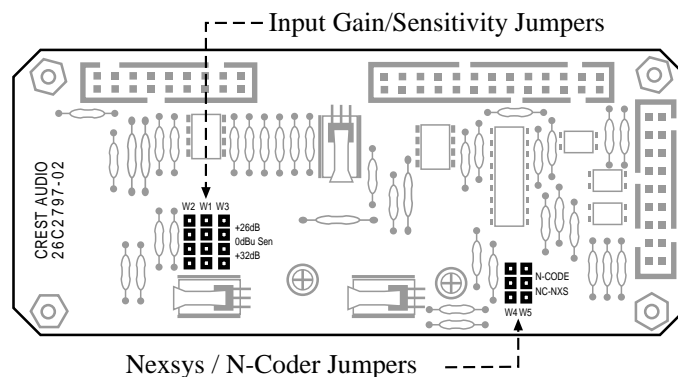 Input Gain/Sensitivity Jumpers
CREST AUDIO
26C2797-02
W2 W1 W3
+26dB
0dBu Sen
+32dB
N-CODE
NC-NXS
W4 W5
Nexsys / N-Coder Jumpers